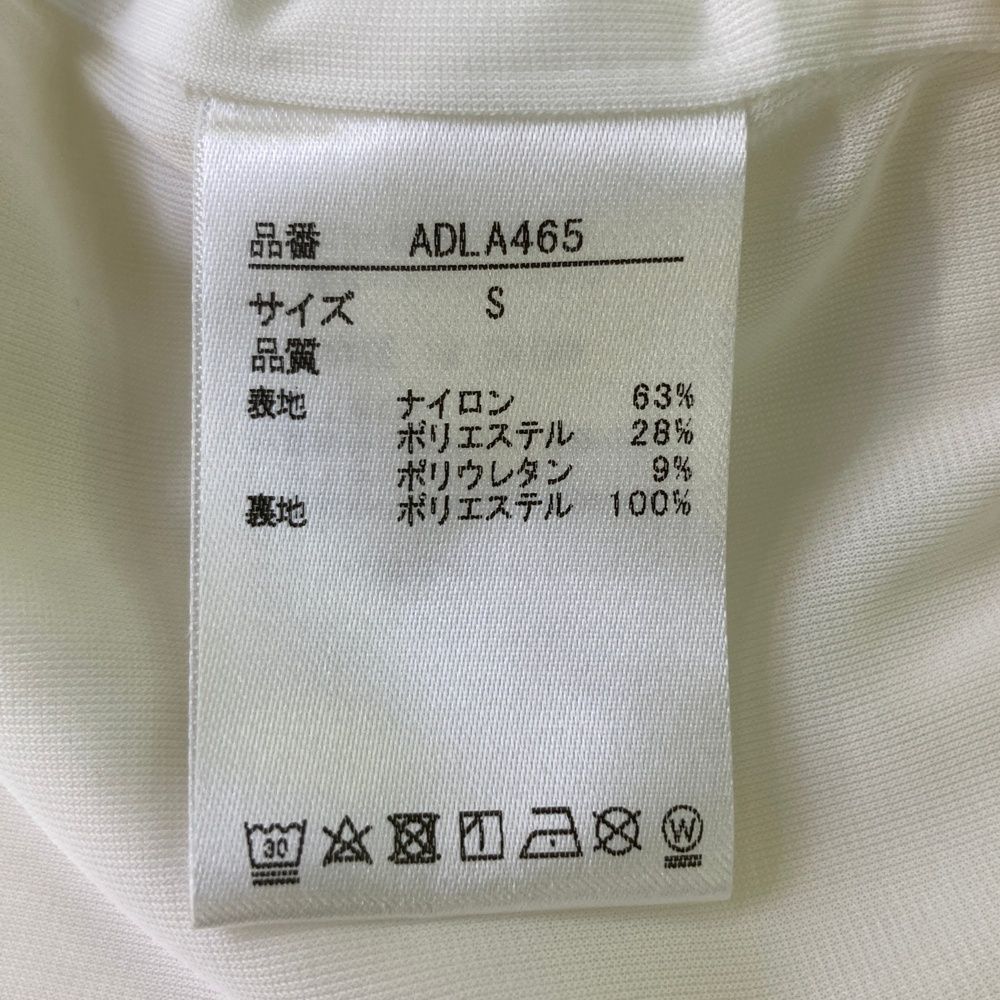 品番 ADLA465
サイズ S
品質
表地 ナイロン 63%
ポリエステル 28%
ポリウレタン 9%
裏地 ポリエステル 100%
30 W